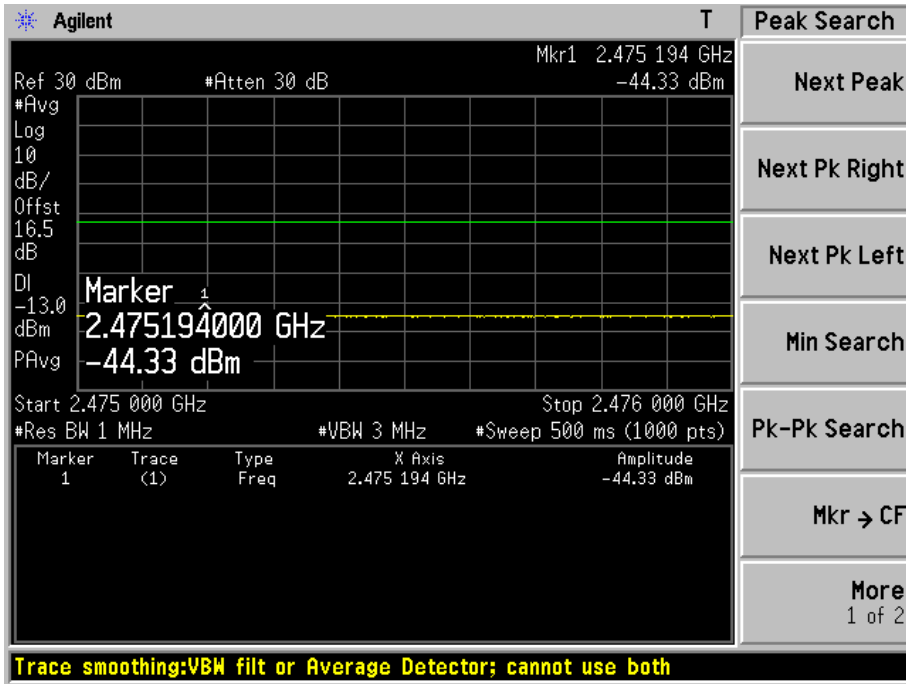 Agilent T Peak Search
Mkr1 2.475 194 GHz
Ref 30 dBm #Atten 30 dB -44.33 dBm
#Avg
Log
10
dB/
Offst
16.5
dB
DI
-13.0
dBm
PAvg
1
Marker
2.475194000 GHz
-44.33 dBm
Start 2.475 000 GHz Stop 2.476 000 GHz
#Res BW 1 MHz #VBW 3 MHz #Sweep 500 ms (1000 pts)
Marker Trace Type X Axis Amplitude
1 (1) Freq 2.475 194 GHz -44.33 dBm
Trace smoothing:VBW filt or Average Detector; cannot use both
Next Peak
Next Pk Right
Next Pk Left
Min Search
Pk-Pk Search
Mkr → CF
More
1 of 2